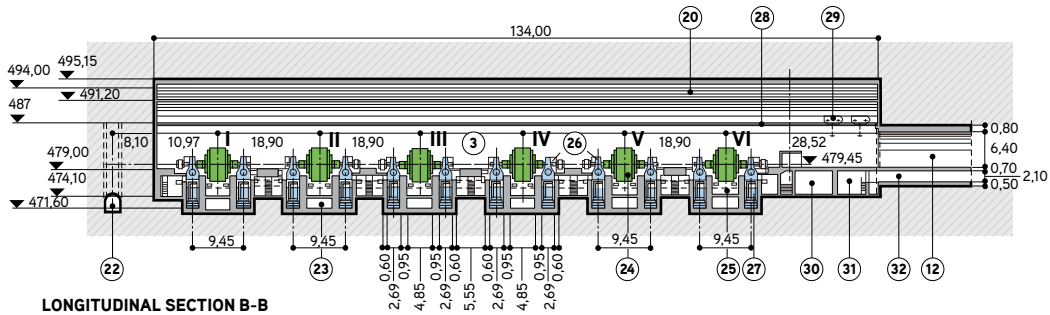 20 28 29
134,00
495,15
494,00
491,20
487
8,10 10,97 I 18,90 II 18,90 III 3 IV 26 V 18,90 VI 28,52
0,80
6,40
479,00 479,45
0,70
2,10
474,10
0,50
471,60
9,45 9,45 9,45 9,45
22 23 24 25 27 30 31 32 12
0,60 2,69 0,95 4,85 0,95 2,69 0,60 5,55 0,60 2,69 0,95 4,85 0,95 2,69 0,60
LONGITUDINAL SECTION B-B